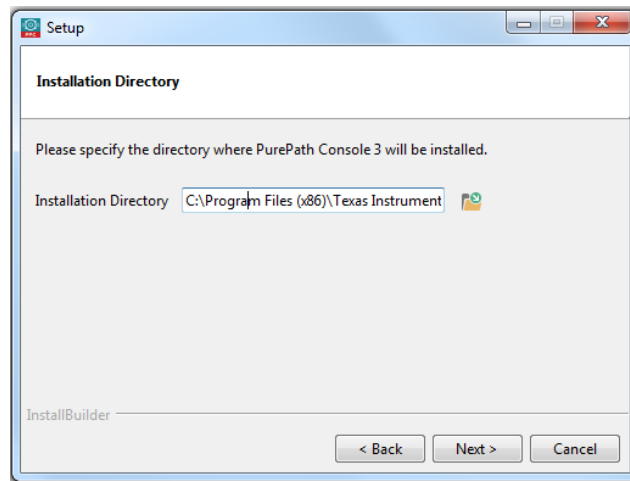 Setup
Installation Directory
Please specify the directory where PurePath Console 3 will be installed.
Installation Directory C:\Program Files (x86)\Texas Instrument
InstallBuilder
< Back Next > Cancel